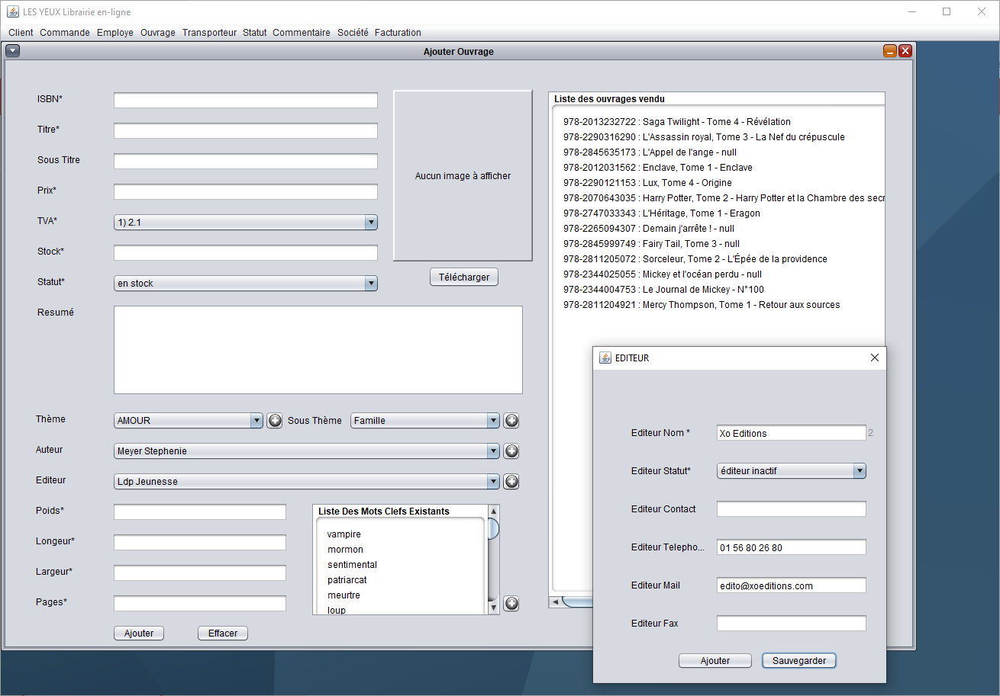 LES YEUX Librairie en-ligne
Client Commande Employe Ouvrage Transporteur Statut Commentaire Société Facturation
Ajouter Ouvrage
ISBN*
Titre*
Sous Titre
Prix*
TVA* 1) 2.1
Stock*
Statut* en stock
Resumé
Aucun image à afficher
Télécharger
Thème AMOUR Sous Thème Famille
Auteur Meyer Stephenie
Editeur Ldp Jeunesse
Poids*
Longeur*
Largeur*
Pages*
Liste Des Mots Clefs Existants
vampire
mormon
sentimental
patriarcat
meurtre
loup
Ajouter Effacer
Liste des ouvrages vendu
978-2013232722 : Saga Twilight - Tome 4 - Révélation
978-2290316290 : L'Assassin royal, Tome 3 - La Nef du crépuscule
978-2845635173 : L'Appel de l'ange - null
978-2012031562 : Enclave, Tome 1 - Enclave
978-2290121153 : Lux, Tome 4 - Origine
978-2070643035 : Harry Potter, Tome 2 - Harry Potter et la Chambre des secr
978-2747033343 : L'Héritage, Tome 1 - Eragon
978-2265094307 : Demain j'arrête ! - null
978-2845999749 : Fairy Tail, Tome 3 - null
978-2811205072 : Sorceleur, Tome 2 - L'Épée de la providence
978-2344025055 : Mickey et l'océan perdu - null
978-2344004753 : Le Journal de Mickey - N°100
978-2811204921 : Mercy Thompson, Tome 1 - Retour aux sources
EDITEUR
Editeur Nom * Xo Editions 2
Editeur Statut* éditeur inactif
Editeur Contact
Editeur Telepho... 01 56 80 26 80
Editeur Mail edito@xoeditions.com
Editeur Fax
Ajouter Sauvegarder